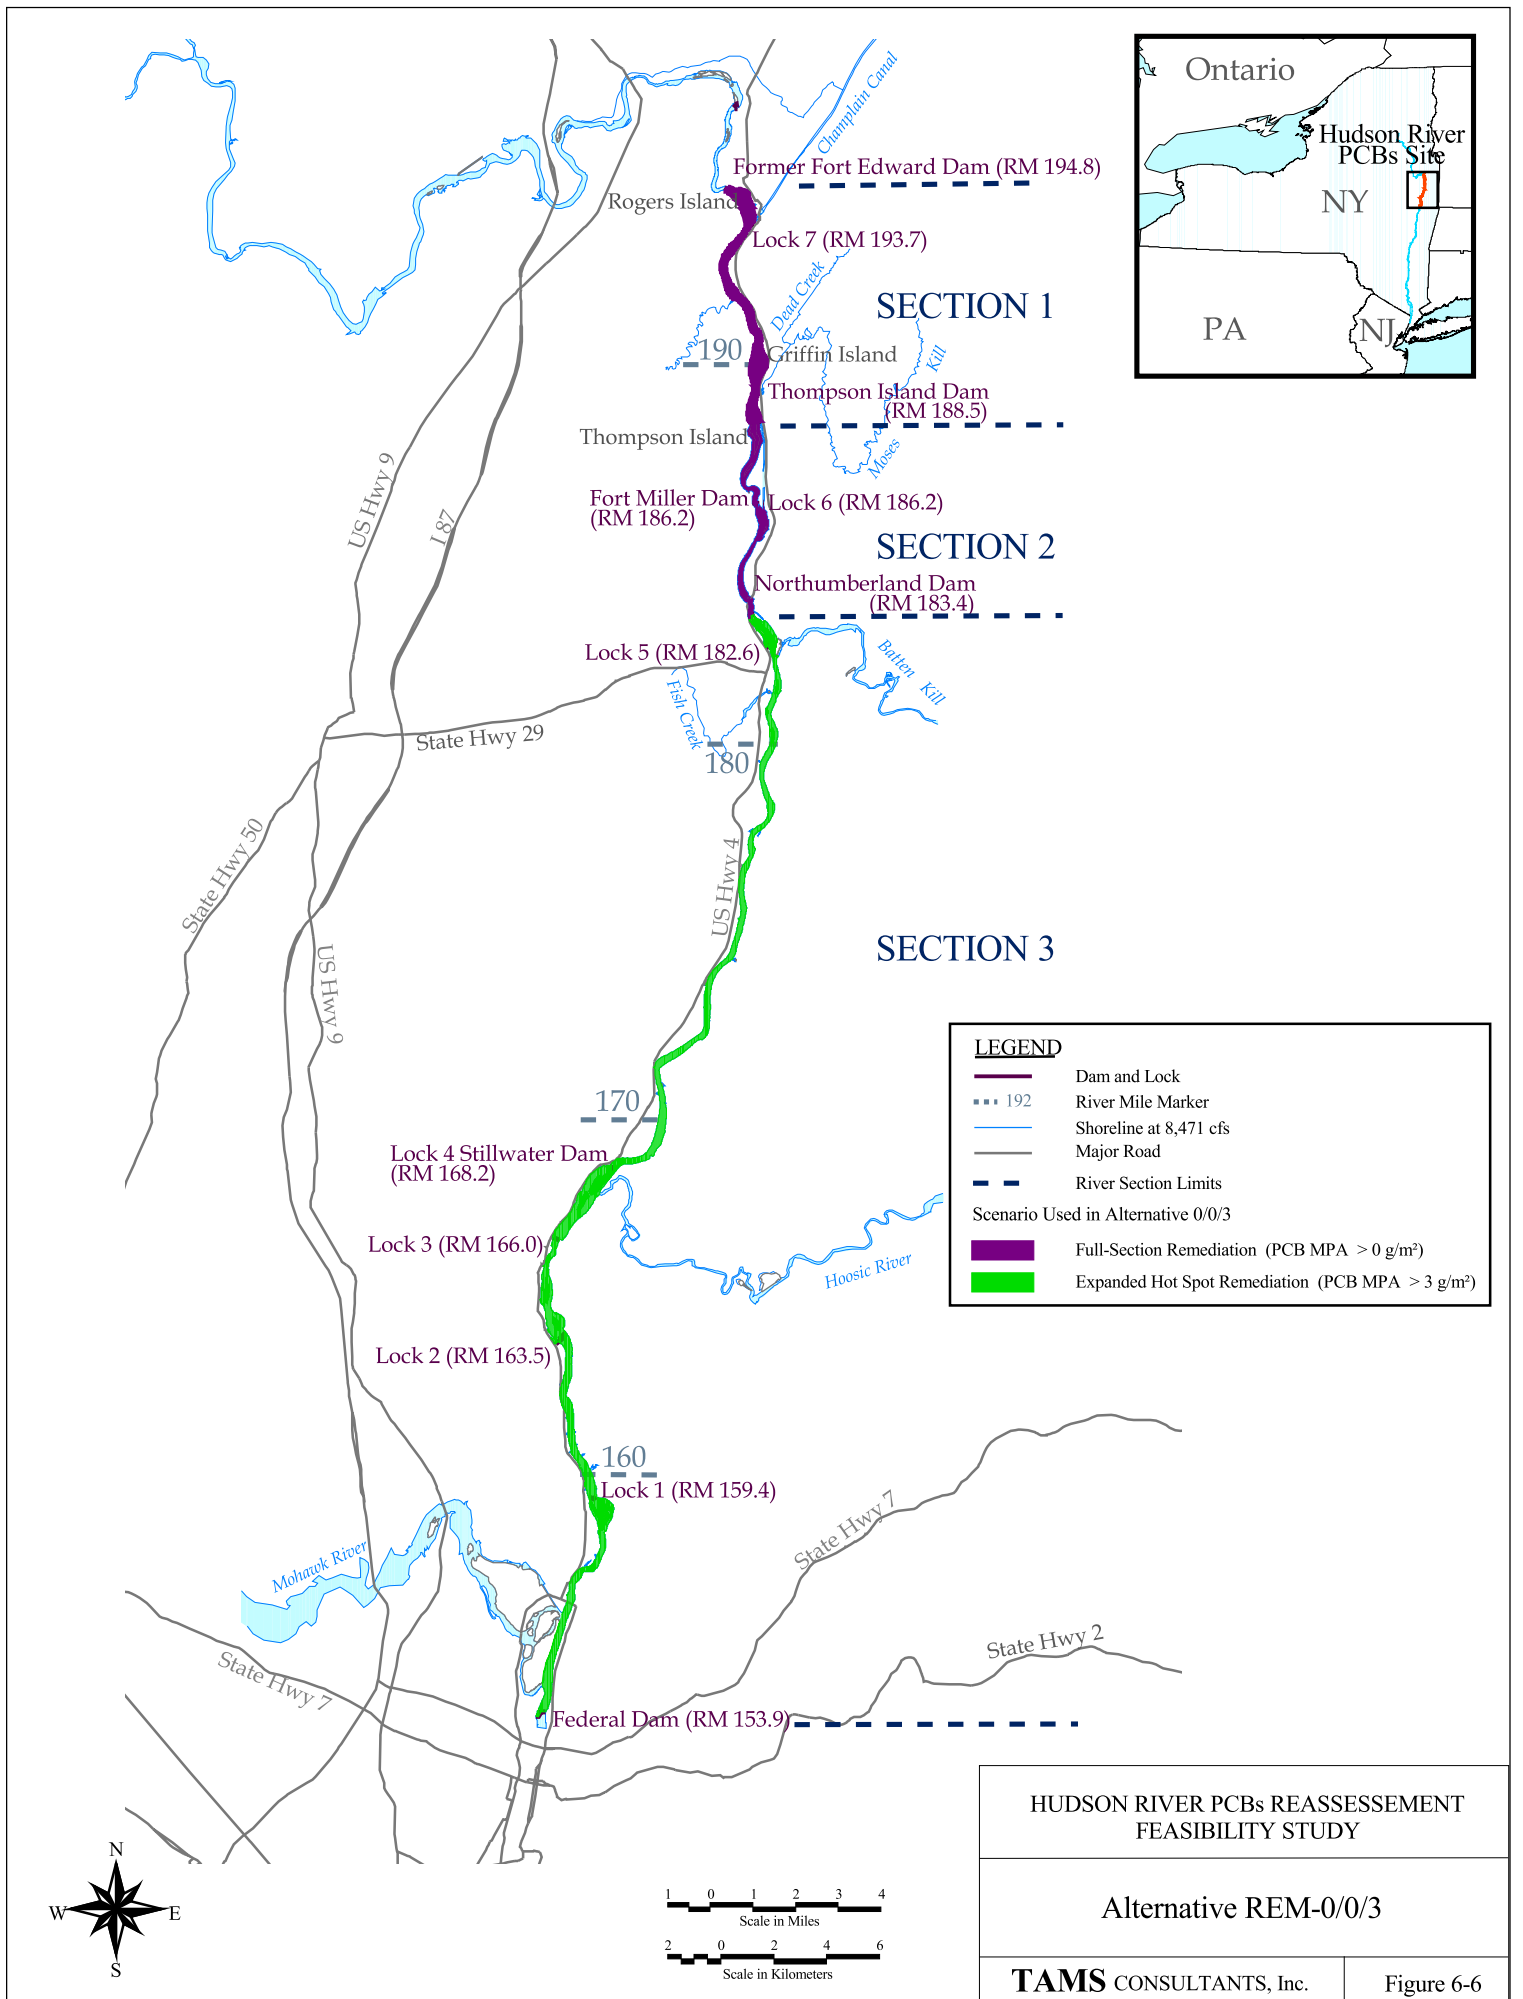 Ontario
Hudson River
PCBs Site
NY
PA
NJ
Champlain Canal
Former Fort Edward Dam (RM 194.8)
Rogers Island
Lock 7 (RM 193.7)
Dead Creek
SECTION 1
190
Griffin Island
Kill
Thompson Island Dam
(RM 188.5)
Thompson Island
Moses
US Hwy 9
I 87
Fort Miller Dam
(RM 186.2)
Lock 6 (RM 186.2)
SECTION 2
Northumberland Dam
(RM 183.4)
Lock 5 (RM 182.6)
Batten Kill
Fish Creek
State Hwy 29
180
State Hwy 50
US Hwy 4
US Hwy 9
SECTION 3
LEGEND
Dam and Lock
192 River Mile Marker
Shoreline at 8,471 cfs
Major Road
River Section Limits
Scenario Used in Alternative 0/0/3
Full-Section Remediation (PCB MPA > 0 g/m²)
Expanded Hot Spot Remediation (PCB MPA > 3 g/m²)
170
Lock 4 Stillwater Dam
(RM 168.2)
Lock 3 (RM 166.0)
Hoosic River
Lock 2 (RM 163.5)
160
Lock 1 (RM 159.4)
State Hwy 7
Mohawk River
State Hwy 2
State Hwy 7
Federal Dam (RM 153.9)
HUDSON RIVER PCBs REASSESSEMENT
FEASIBILITY STUDY
Alternative REM-0/0/3
TAMS CONSULTANTS, Inc.
Figure 6-6
N
W E
S
1 0 1 2 3 4
Scale in Miles
2 0 2 4 6
Scale in Kilometers